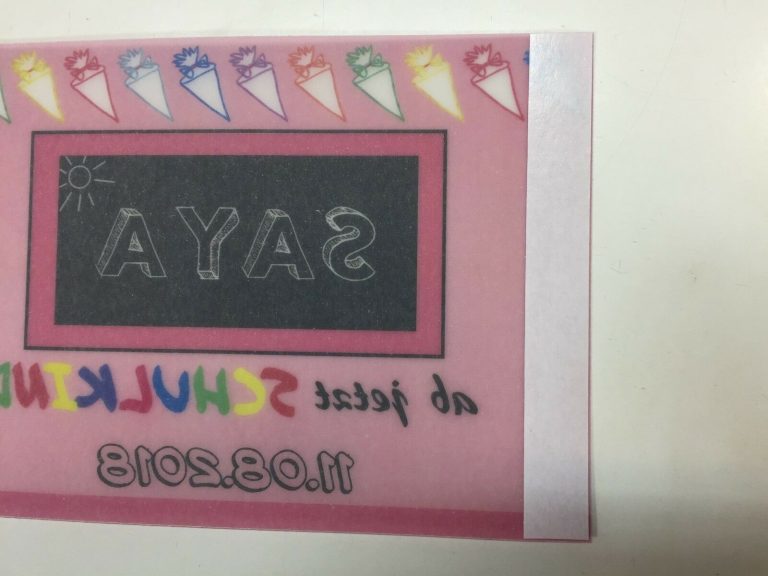 SAYA
ab jetzt SCHULKIND
11.08.2018